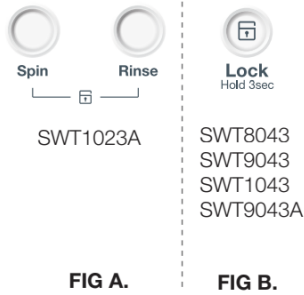 Spin Rinse
SWT1023A
FIG A.
Lock
Hold 3sec
SWT8043
SWT9043
SWT1043
SWT9043A
FIG B.